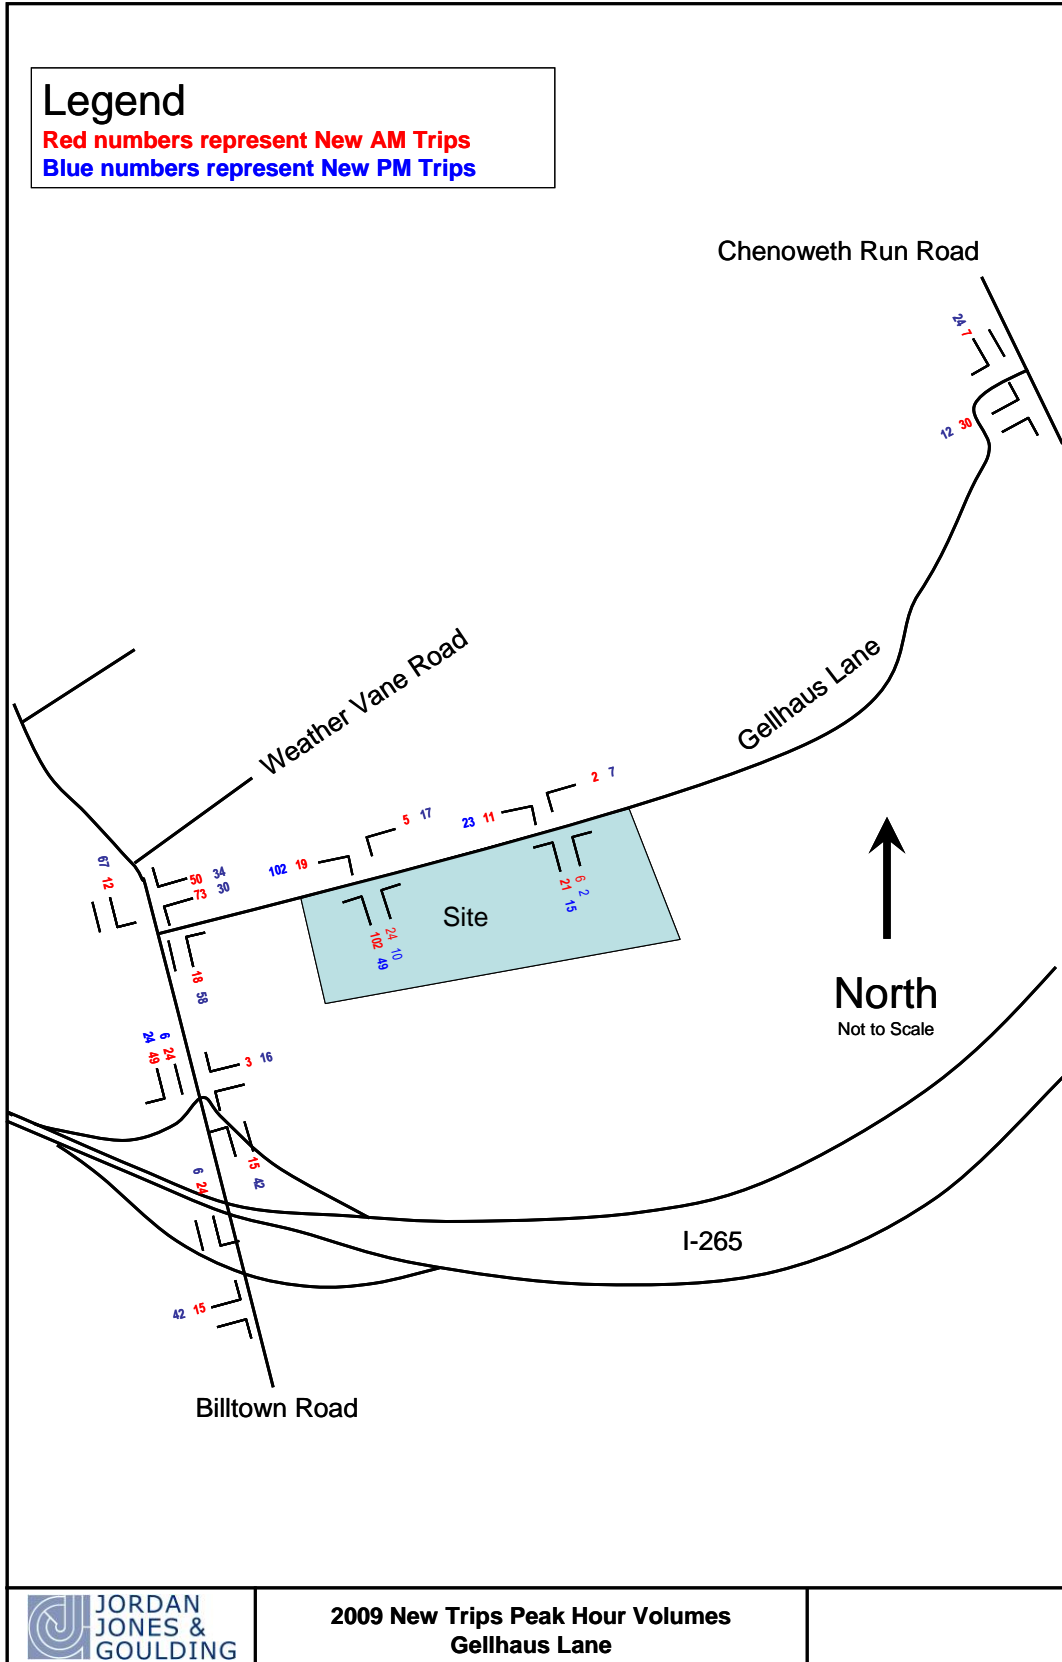 Legend
Red numbers represent New AM Trips
Blue numbers represent New PM Trips
Chenoweth Run Road
24 7
12 30
Weather Vane Road
Gellhaus Lane
2 7
5 17
23 11
102 19
67 12
50 34
73 30
21 15
6 2
102 49
24 10
Site
18 58
North
Not to Scale
24 49
6 24
3 16
15 42
6 24
I-265
42 15
Billtown Road
JORDAN
JONES &
GOULDING
2009 New Trips Peak Hour Volumes
Gellhaus Lane